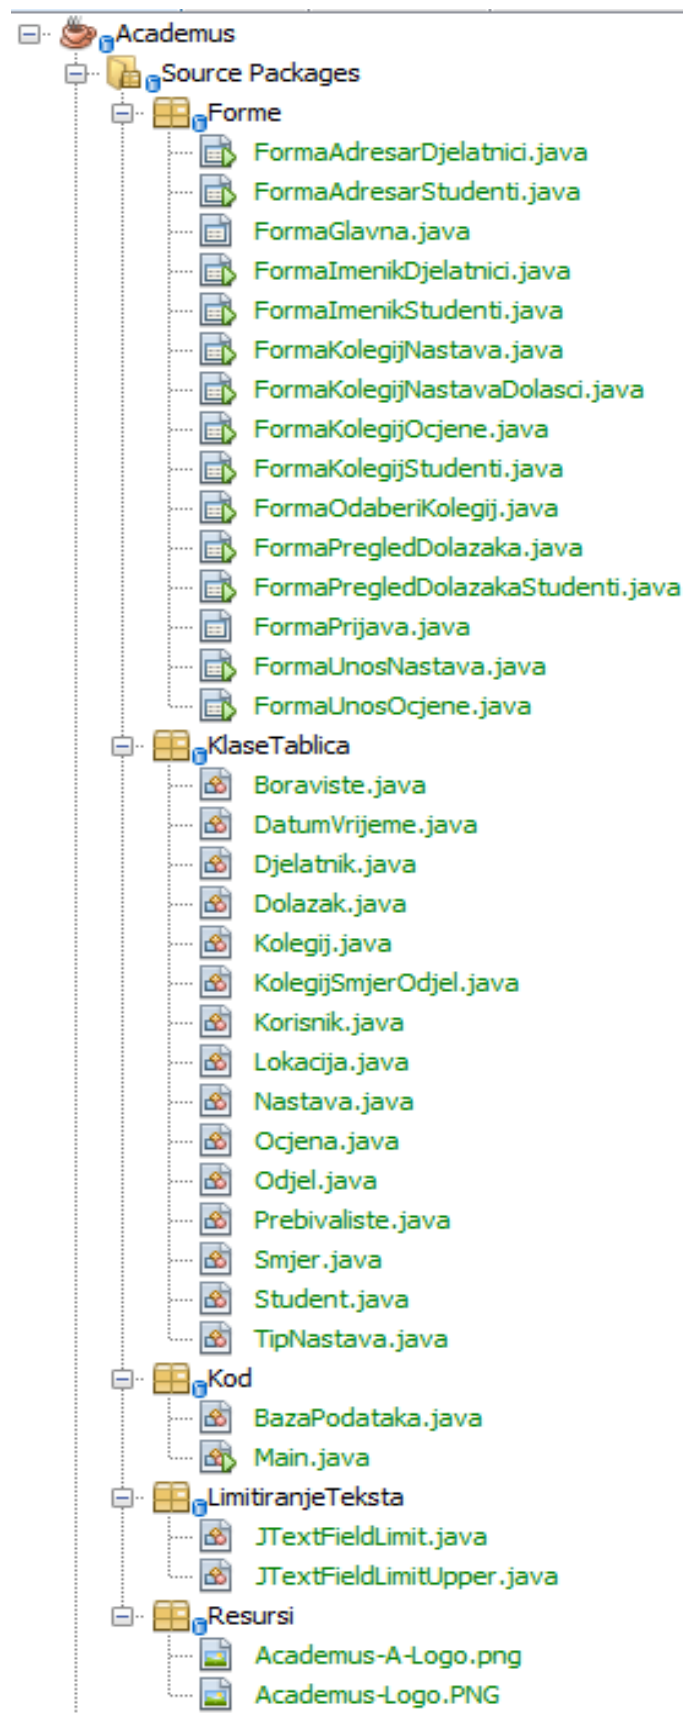 Academus
Source Packages
Forme
FormaAdresarDjelatnici.java
FormaAdresarStudenti.java
FormaGlavna.java
FormaImenikDjelatnici.java
FormaImenikStudenti.java
FormaKolegijNastava.java
FormaKolegijNastavaDolasci.java
FormaKolegijOcjene.java
FormaKolegijStudenti.java
FormaOdaberiKolegij.java
FormaPregledDolazaka.java
FormaPregledDolazakaStudenti.java
FormaPrijava.java
FormaUnosNastava.java
FormaUnosOcjene.java
KlaseTablica
Boraviste.java
DatumVrijeme.java
Djelatnik.java
Dolazak.java
Kolegij.java
KolegijSmjerOdjel.java
Korisnik.java
Lokacija.java
Nastava.java
Ocjena.java
Odjel.java
Prebivaliste.java
Smjer.java
Student.java
TipNastava.java
Kod
BazaPodataka.java
Main.java
LimitiranjeTeksta
JTextFieldLimit.java
JTextFieldLimitUpper.java
Resursi
Academus-A-Logo.png
Academus-Logo.PNG